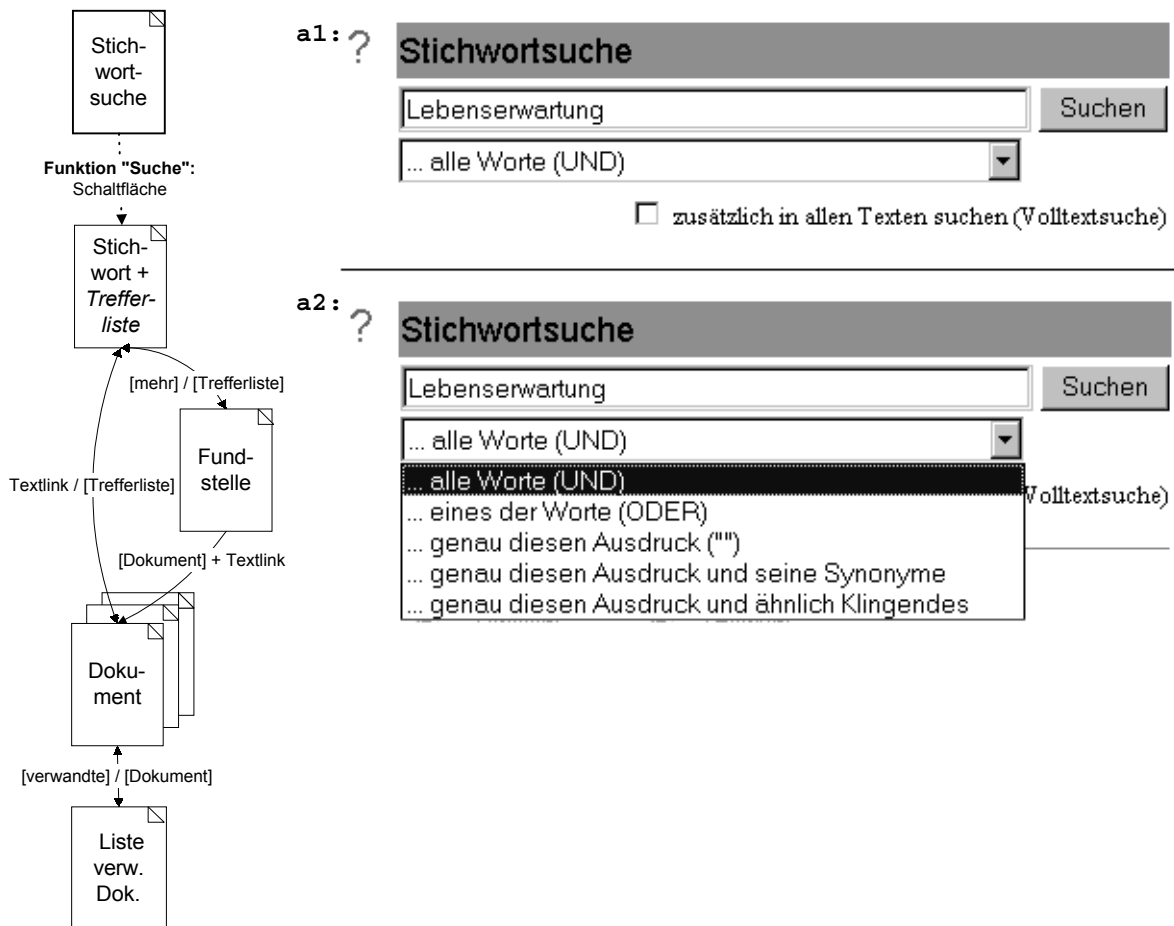 Stich-
wort-
suche
Funktion "Suche":
Schaltfläche
Stich-
wort +
Treffer-
liste
[mehr] / [Trefferliste]
Fund-
stelle
Textlink / [Trefferliste]
[Dokument] + Textlink
Doku-
ment
[verwandte] / [Dokument]
Liste
verw.
Dok.
a1: ? Stichwortsuche
Lebenserwartung Suchen
... alle Worte (UND)
zusätzlich in allen Texten suchen (Volltextsuche)
a2: ? Stichwortsuche
Lebenserwartung Suchen
... alle Worte (UND)
... alle Worte (UND)
Volltextsuche)
... eines der Worte (ODER)
... genau diesen Ausdruck ("")
... genau diesen Ausdruck und seine Synonyme
... genau diesen Ausdruck und ähnlich Klingendes